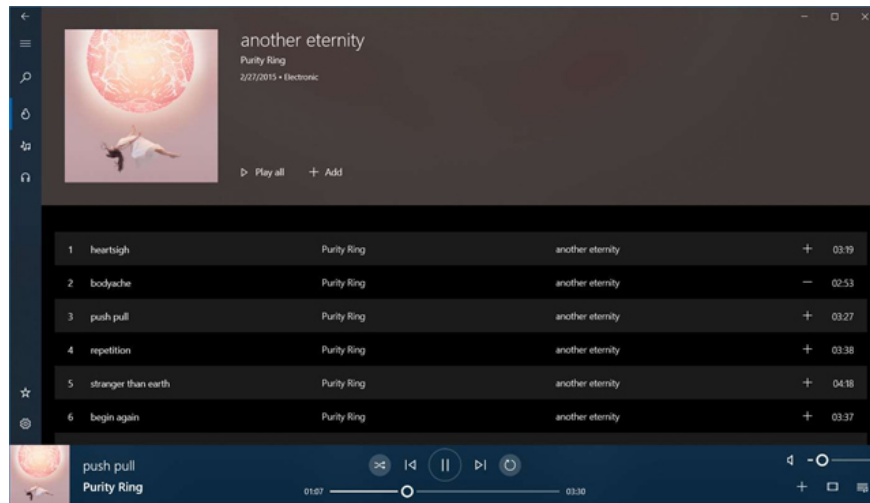 another eternity
Purity Ring
2/27/2015 • Electronic
Play all + Add
1 heartsigh Purity Ring another eternity + 03:19
2 bodyache Purity Ring another eternity — 02:53
3 push pull Purity Ring another eternity + 03:27
4 repetition Purity Ring another eternity + 03:38
5 stranger than earth Purity Ring another eternity + 04:18
6 begin again Purity Ring another eternity + 03:37
push pull
Purity Ring
01:07 03:30